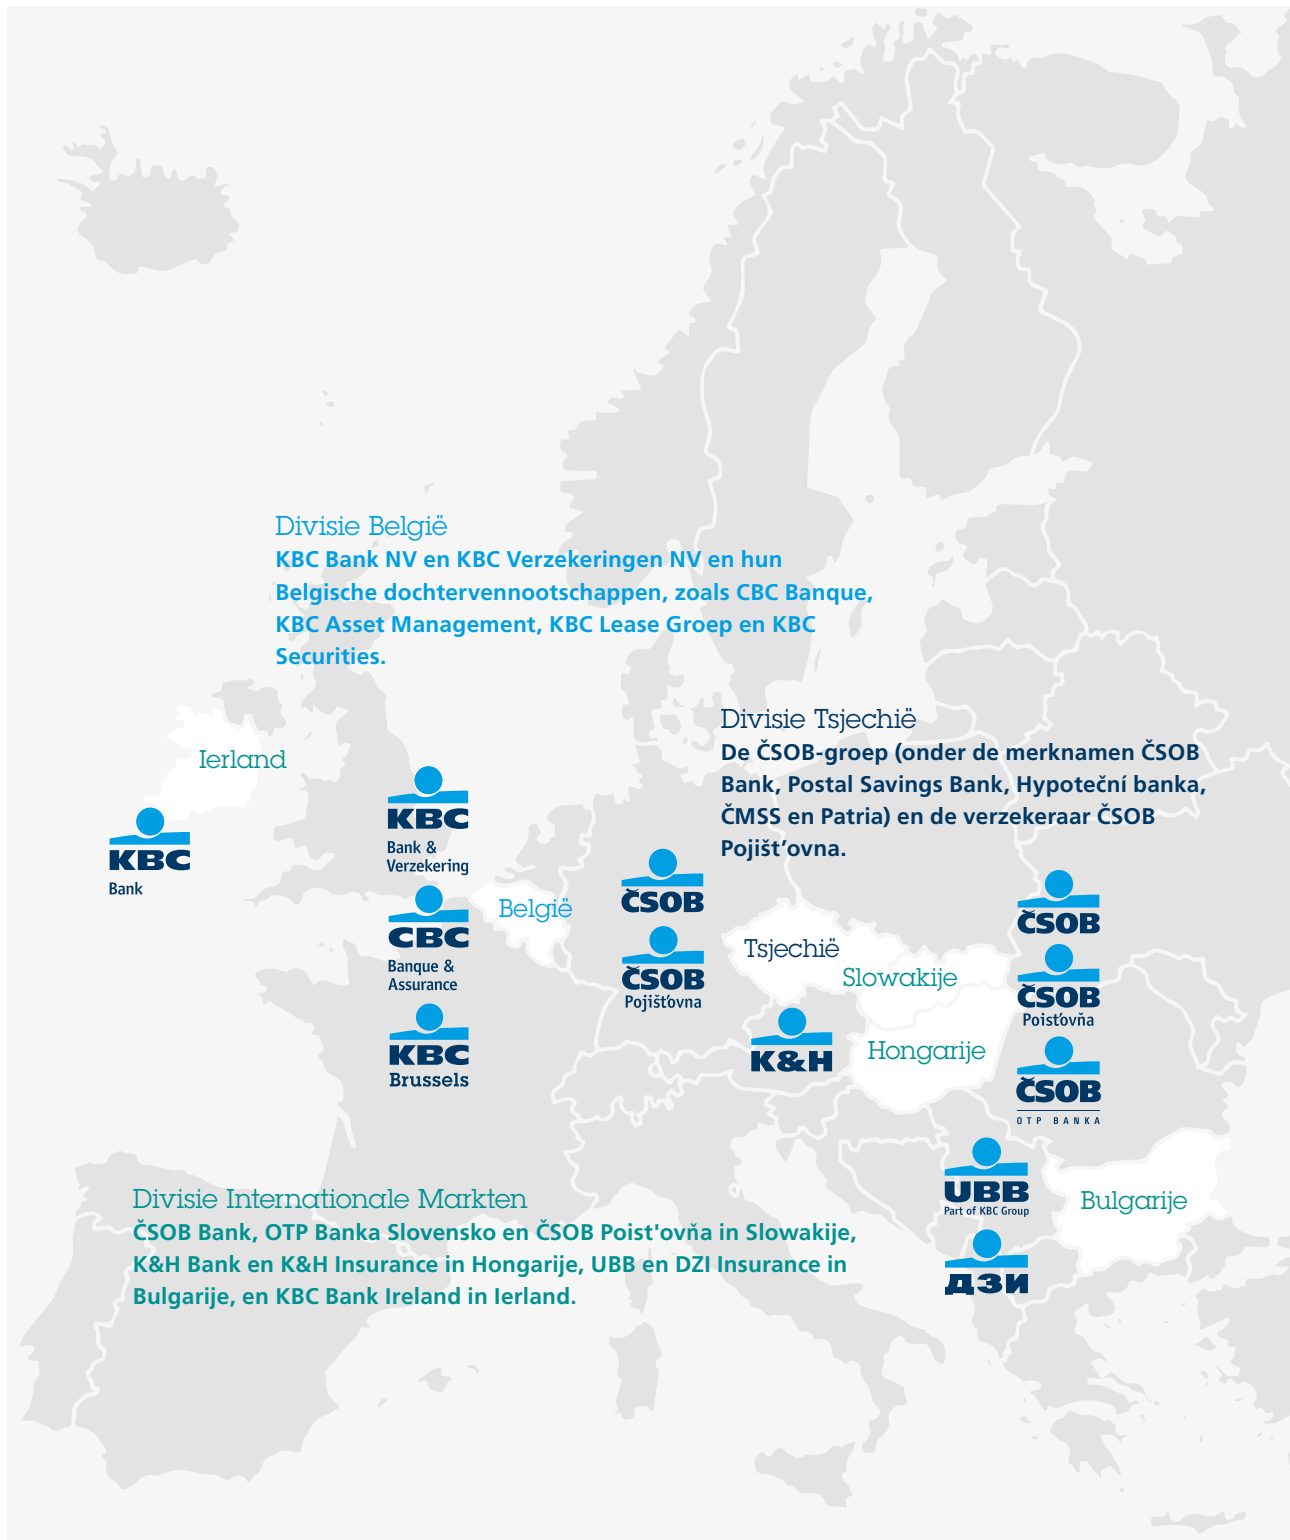 Divisie België
KBC Bank NV en KBC Verzekeringen NV en hun
Belgische dochtervennootschappen, zoals CBC Banque,
KBC Asset Management, KBC Lease Groep en KBC
Securities.
Divisie Tsjechië
De ČSOB-groep (onder de merknamen ČSOB
Bank, Postal Savings Bank, Hypoteční banka,
ČMSS en Patria) en de verzekeraar ČSOB
Pojišt’ovna.
Ierland
KBC
Bank
KBC
Bank &
Verzekering
CBC
Banque &
Assurance
KBC
Brussels
België
ČSOB
ČSOB
Pojišťovna
Tsjechië
Slowakije
ČSOB
ČSOB
Poisťovňa
ČSOB
OTP BANKA
K&H
Hongarije
UBB
Part of KBC Group
ДЗИ
Bulgarije
Divisie Internationale Markten
ČSOB Bank, OTP Banka Slovensko en ČSOB Poist'ovňa in Slowakije,
K&H Bank en K&H Insurance in Hongarije, UBB en DZI Insurance in
Bulgarije, en KBC Bank Ireland in Ierland.